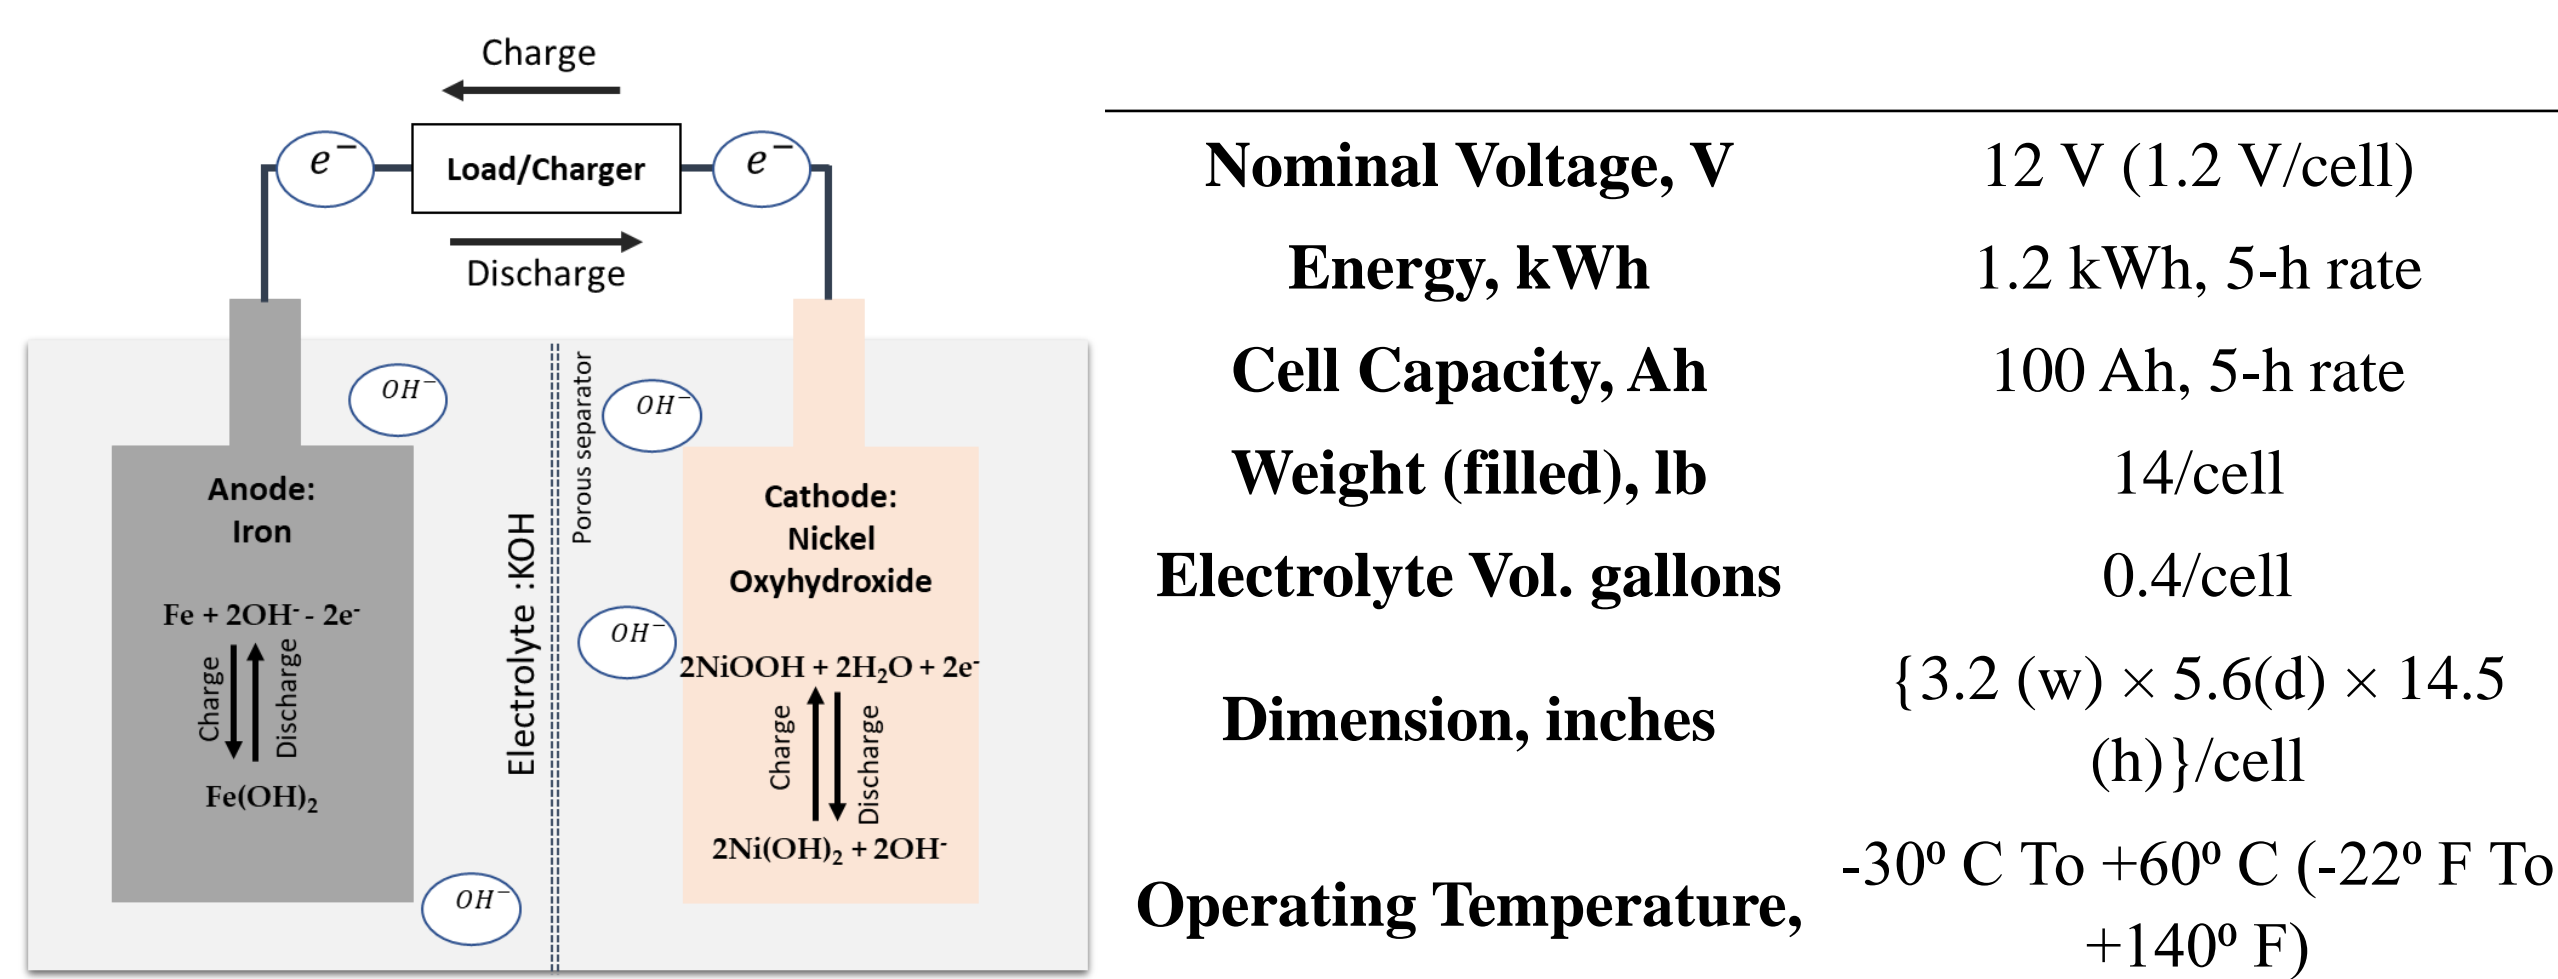 Charge
e⁻
Load/Charger
e⁻
Discharge
OH⁻
Porous separator
OH⁻
Anode:
Iron
Cathode:
Nickel
Oxyhydroxide
Electrolyte :KOH
Fe + 2OH⁻ - 2e⁻
Charge
Discharge
Fe(OH)₂
OH⁻
2NiOOH + 2H₂O + 2e⁻
Charge
Discharge
2Ni(OH)₂ + 2OH⁻
OH⁻
Nominal Voltage, V 12 V (1.2 V/cell)
Energy, kWh 1.2 kWh, 5-h rate
Cell Capacity, Ah 100 Ah, 5-h rate
Weight (filled), lb 14/cell
Electrolyte Vol. gallons 0.4/cell
Dimension, inches {3.2 (w) × 5.6(d) × 14.5
(h)}/cell
Operating Temperature, -30⁰ C To +60⁰ C (-22⁰ F To
+140⁰ F)